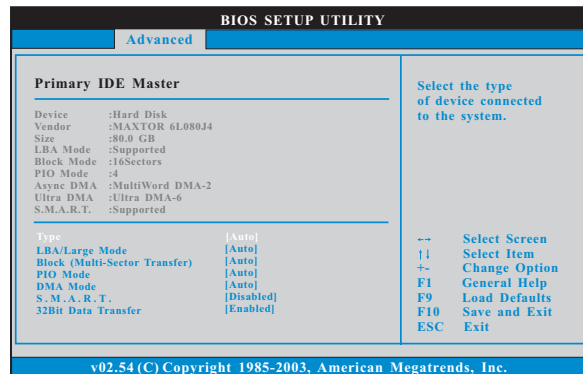 BIOS SETUP UTILITY
Advanced
Primary IDE Master
Device :Hard Disk
Vendor :MAXTOR 6L080J4
Size :80.0 GB
LBA Mode :Supported
Block Mode :16Sectors
PIO Mode :4
Async DMA :MultiWord DMA-2
Ultra DMA :Ultra DMA-6
S.M.A.R.T. :Supported
Type [Auto]
LBA/Large Mode [Auto]
Block (Multi-Sector Transfer) [Auto]
PIO Mode [Auto]
DMA Mode [Auto]
S.M.A.R.T. [Disabled]
32Bit Data Transfer [Enabled]
Select the type
of device connected
to the system.
←→ Select Screen
↑↓ Select Item
+- Change Option
F1 General Help
F9 Load Defaults
F10 Save and Exit
ESC Exit
v02.54 (C) Copyright 1985-2003, American Megatrends, Inc.